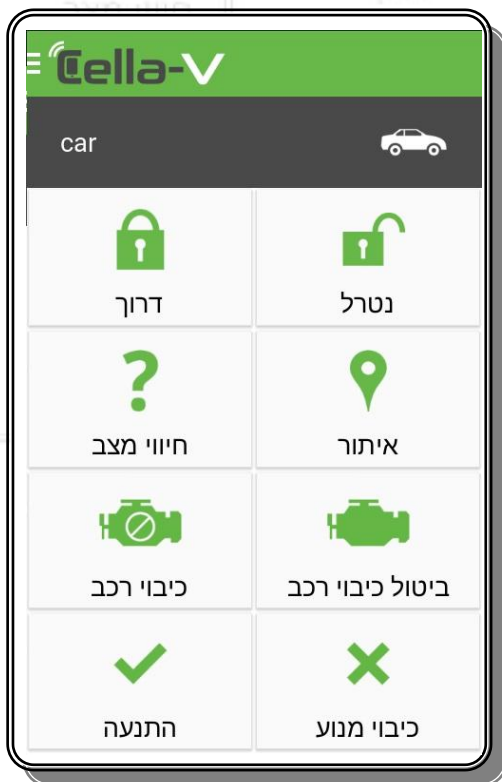 Cella-V
car
נטרל
דרוך
איתור
חיווי מצב
ביטול כיבוי רכב
כיבוי רכב
כיבוי מנוע
התנעה